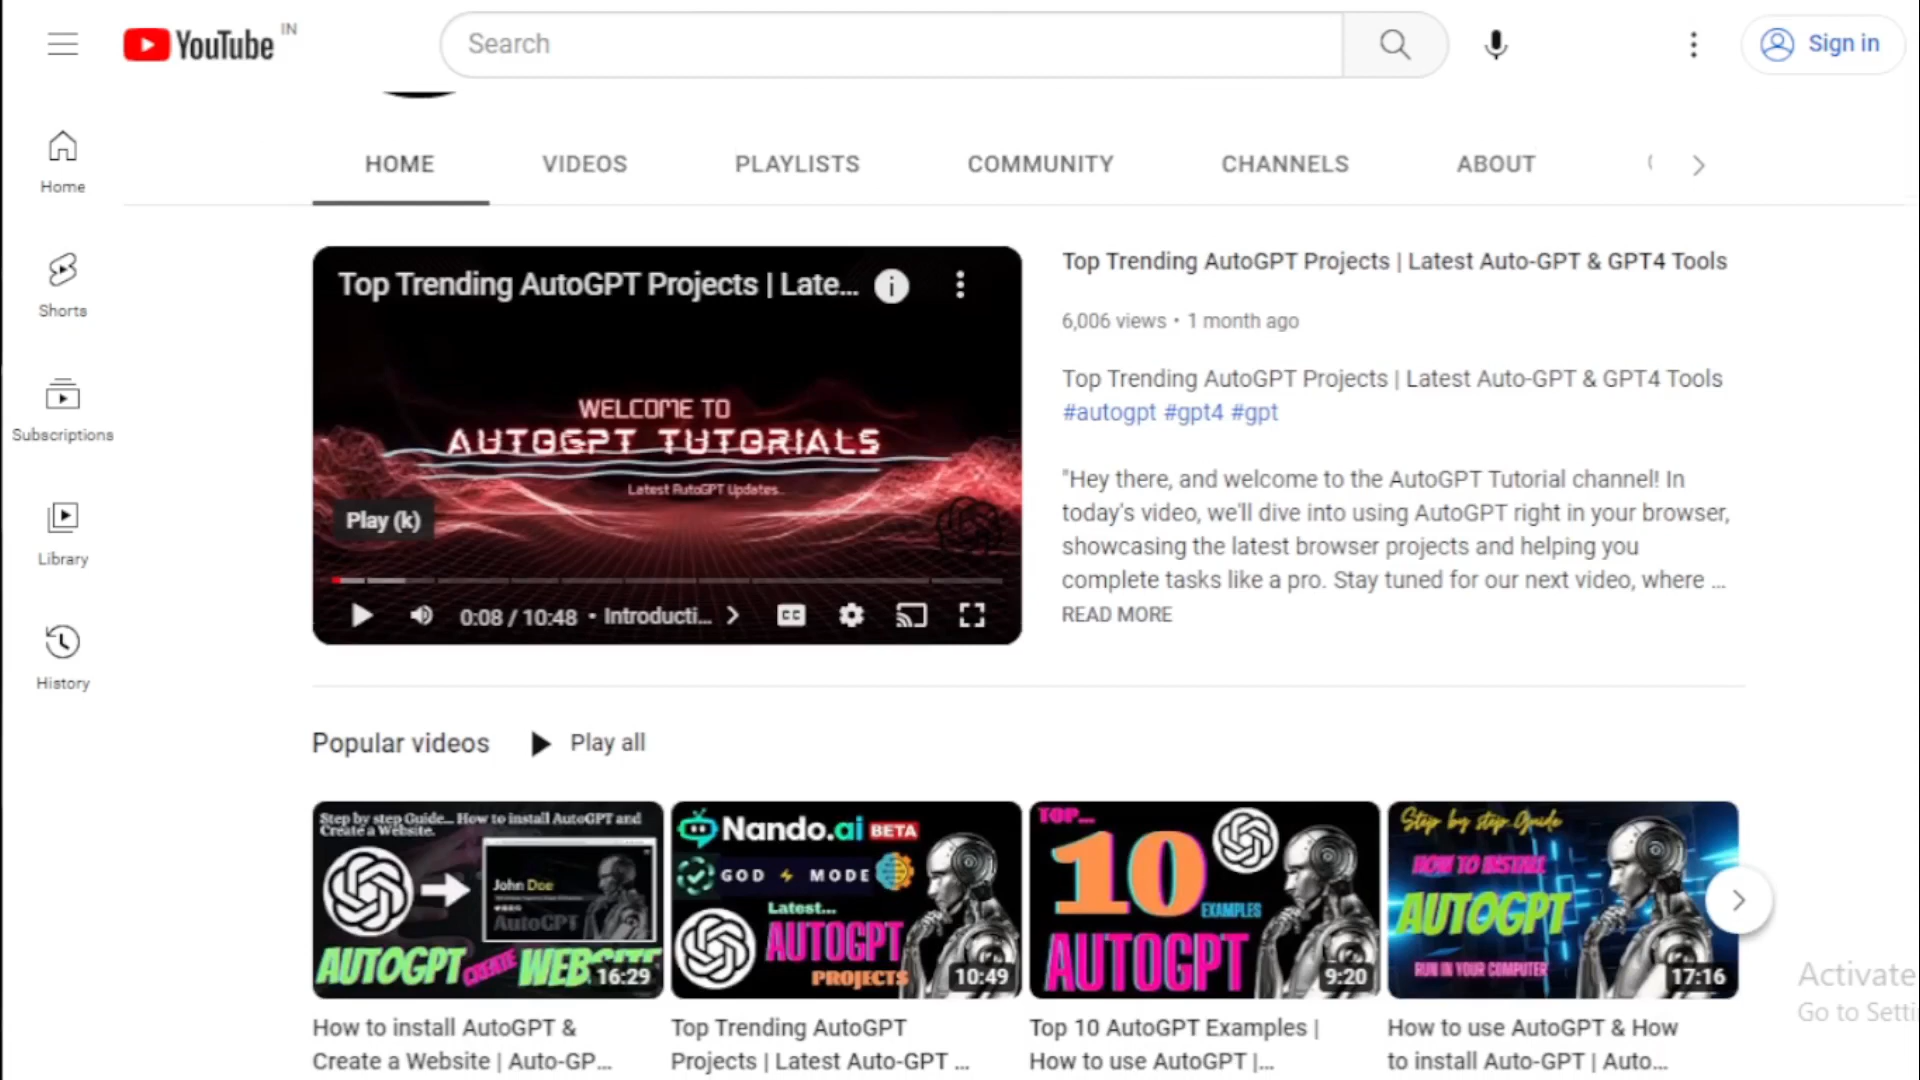 YouTube IN
Search
Sign in
Home
Shorts
Subscriptions
Library
History
HOME
VIDEOS
PLAYLISTS
COMMUNITY
CHANNELS
ABOUT
Top Trending AutoGPT Projects | Late...
WELCOME TO
AUTOGPT TUTORIALS
Latest AutoGPT Updates...
Play (k)
0:08 / 10:48 • Introducti...
CC
Top Trending AutoGPT Projects | Latest Auto-GPT & GPT4 Tools
6,006 views • 1 month ago
Top Trending AutoGPT Projects | Latest Auto-GPT & GPT4 Tools
#autogpt #gpt4 #gpt
"Hey there, and welcome to the AutoGPT Tutorial channel! In
today's video, we'll dive into using AutoGPT right in your browser,
showcasing the latest browser projects and helping you
complete tasks like a pro. Stay tuned for our next video, where ...
READ MORE
Popular videos
Play all
Step by step Guide... How to install AutoGPT and
Create a Website.
John Doe
AutoGPT
AUTOGPT CREATE WEBSITE
16:29
How to install AutoGPT &
Create a Website | Auto-GP...
Nando.ai BETA
GOD MODE
Latest...
AUTOGPT
PROJECTS
10:49
Top Trending AutoGPT
Projects | Latest Auto-GPT ...
TOP...
10
EXAMPLES
AUTOGPT
9:20
Top 10 AutoGPT Examples |
How to use AutoGPT |...
Step by step Guide
HOW TO INSTALL
AUTOGPT
RUN IN YOUR COMPUTER
17:16
How to use AutoGPT & How
to install Auto-GPT | Auto...
Activate
Go to Setti